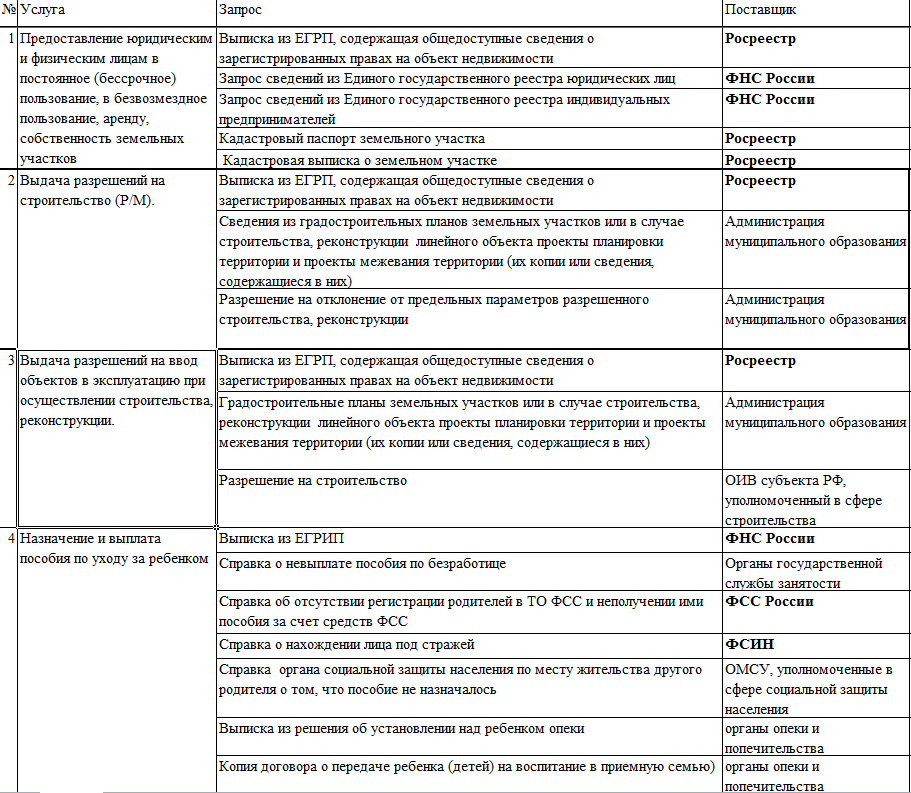 № Услуга Запрос Поставщик
1 Предоставление юридическим
и физическим лицам в
постоянное (бессрочное)
пользование, в безвозмездное
пользование, аренду,
собственность земельных
участков
Выписка из ЕГРП, содержащая общедоступные сведения о
зарегистрированных правах на объект недвижимости
Росреестр
Запрос сведений из Единого государственного реестра юридических лиц
ФНС России
Запрос сведений из Единого государственного реестра индивидуальных
предпринимателей
ФНС России
Кадастровый паспорт земельного участка
Росреестр
Кадастровая выписка о земельном участке
Росреестр
2 Выдача разрешений на
строительство (Р/М).
Выписка из ЕГРП, содержащая общедоступные сведения о
зарегистрированных правах на объект недвижимости
Росреестр
Сведения из градостроительных планов земельных участков или в случае
строительства, реконструкции линейного объекта проекты планировки
территории и проекты межевания территории (их копии или сведения,
содержащиеся в них)
Администрация
муниципального образования
Разрешение на отклонение от предельных параметров разрешенного
строительства, реконструкции
Администрация
муниципального образования
3 Выдача разрешений на ввод
объектов в эксплуатацию при
осуществлении строительства,
реконструкции.
Выписка из ЕГРП, содержащая общедоступные сведения о
зарегистрированных правах на объект недвижимости
Росреестр
Градостроительные планы земельных участков или в случае строительства,
реконструкции линейного объекта проекты планировки территории и проекты
межевания территории (их копии или сведения, содержащиеся в них)
Администрация
муниципального образования
Разрешение на строительство
ОИВ субъекта РФ,
уполномоченный в сфере
строительства
4 Назначение и выплата
пособия по уходу за ребенком
Выписка из ЕГРИП
ФНС России
Справка о невыплате пособия по безработице
Органы государственной
службы занятости
Справка об отсутствии регистрации родителей в ТО ФСС и неполучении ими
пособия за счет средств ФСС
ФСС России
Справка о нахождении лица под стражей
ФСИН
Справка органа социальной защиты населения по месту жительства другого
родителя о том, что пособие не назначалось
ОМСУ, уполномоченные в
сфере социальной защиты
населения
Выписка из решения об установлении над ребенком опеки
органы опеки и
попечительства
Копия договора о передаче ребенка (детей) на воспитание в приемную семью)
органы опеки и
попечительства